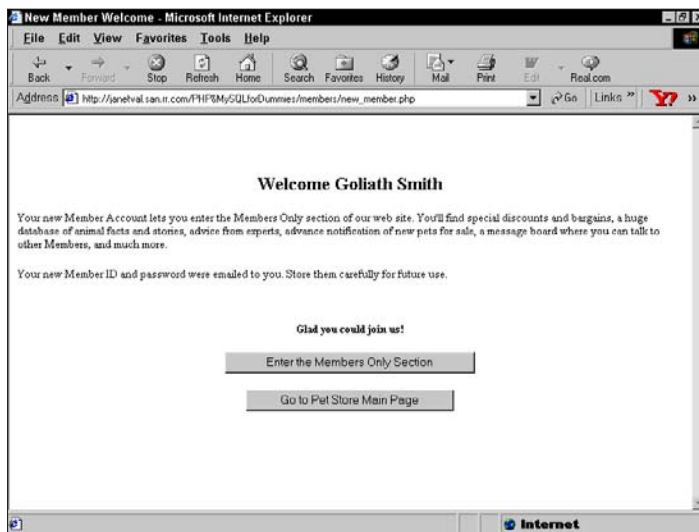 New Member Welcome - Microsoft Internet Explorer
File Edit View Favorites Tools Help
Back Forward Stop Refresh Home Search Favorites History Mail Print Edit Real.com
Address http://janetval.san.rr.com/PHP&MySQLforDummies/members/new_member.php Go Links » Y? »
Welcome Goliath Smith
Your new Member Account lets you enter the Members Only section of our web site. You'll find special discounts and bargains, a huge
database of animal facts and stories, advice from experts, advance notification of new pets for sale, a message board where you can talk to
other Members, and much more.
Your new Member ID and password were emailed to you. Store them carefully for future use.
Glad you could join us!
Enter the Members Only Section
Go to Pet Store Main Page
Internet